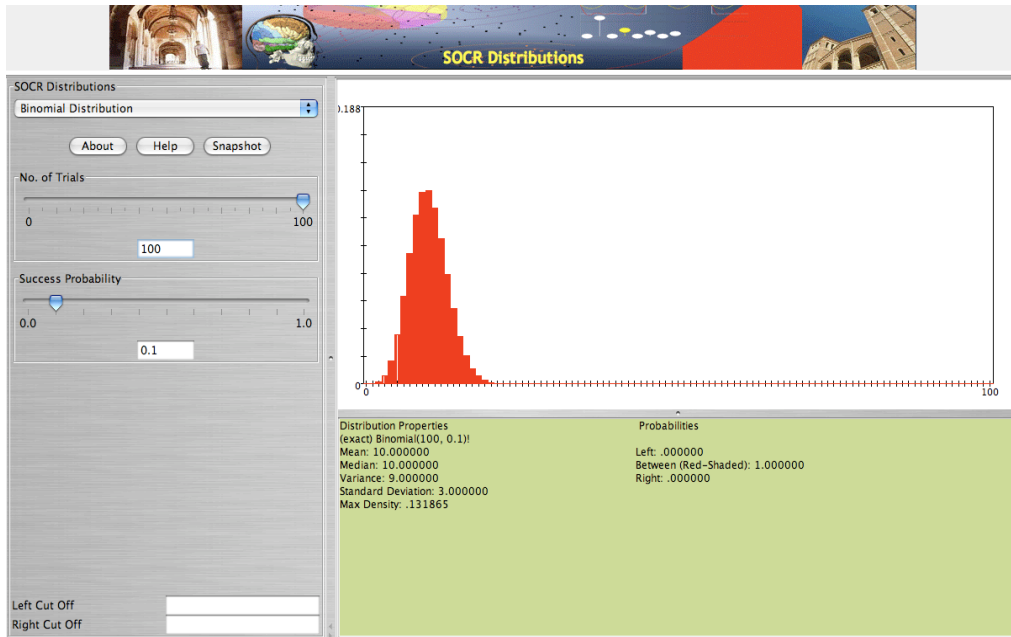 SOCR Distributions
SOCR Distributions
Binomial Distribution
About Help Snapshot
No. of Trials
0 100
100
Success Probability
0.0 1.0
0.1
Left Cut Off
Right Cut Off
0.188
0
0 100
Distribution Properties
(exact) Binomial(100, 0.1)!
Mean: 10.000000
Median: 10.000000
Variance: 9.000000
Standard Deviation: 3.000000
Max Density: .131865
Probabilities
Left: .000000
Between (Red-Shaded): 1.000000
Right: .000000